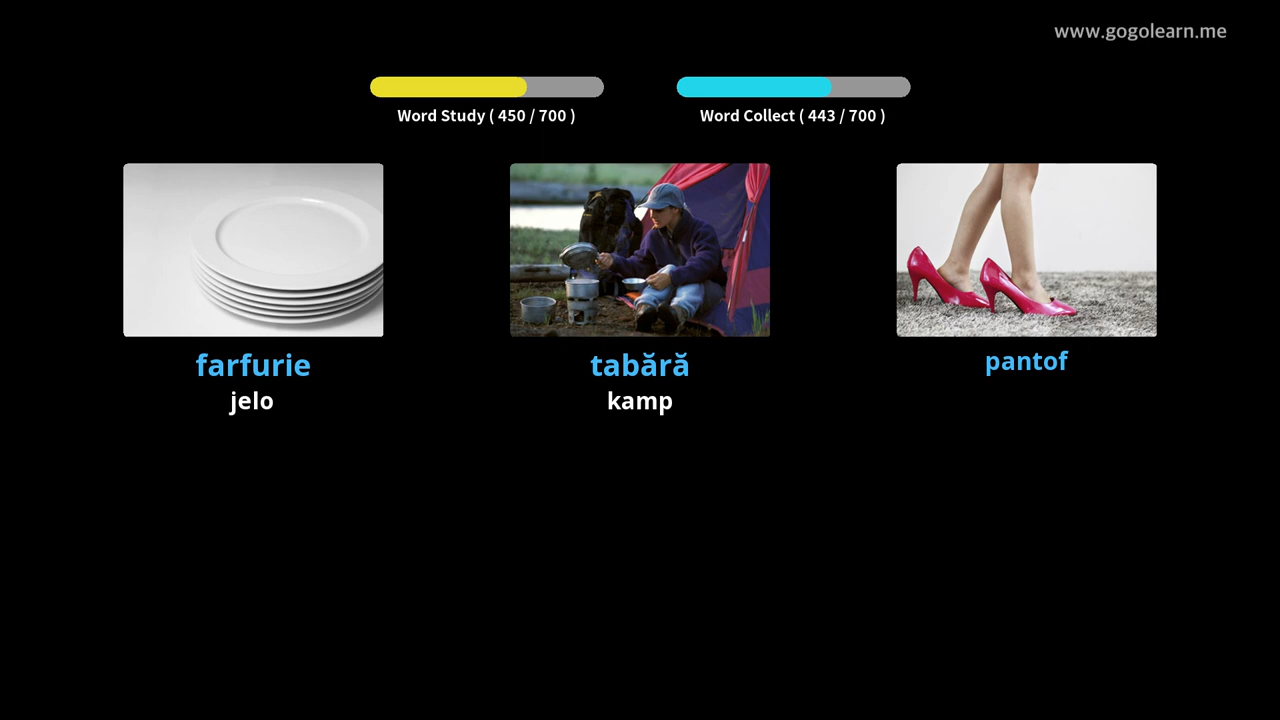 www.gogolearn.me
Word Study ( 450 / 700 )
Word Collect ( 443 / 700 )
farfurie
jelo
tabără
kamp
pantof